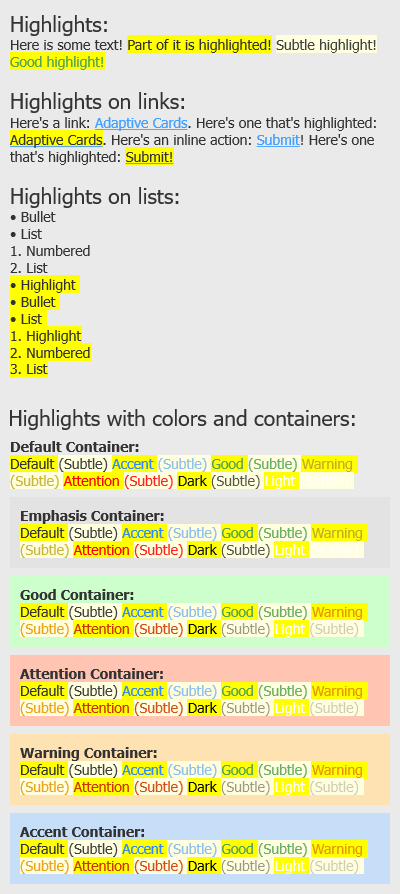 Highlights:
Here is some text! Part of it is highlighted! Subtle highlight!
Good highlight!
Highlights on links:
Here's a link: Adaptive Cards. Here's one that's highlighted:
Adaptive Cards. Here's an inline action: Submit! Here's one
that's highlighted: Submit!
Highlights on lists:
• Bullet
• List
1. Numbered
2. List
• Highlight
• Bullet
• List
1. Highlight
2. Numbered
3. List
Highlights with colors and containers:
Default Container:
Default (Subtle) Accent (Subtle) Good (Subtle) Warning
(Subtle) Attention (Subtle) Dark (Subtle) Light
Emphasis Container:
Default (Subtle) Accent (Subtle) Good (Subtle) Warning
(Subtle) Attention (Subtle) Dark (Subtle) Light
Good Container:
Default (Subtle) Accent (Subtle) Good (Subtle) Warning
(Subtle) Attention (Subtle) Dark (Subtle) Light (Subtle)
Attention Container:
Default (Subtle) Accent (Subtle) Good (Subtle) Warning
(Subtle) Attention (Subtle) Dark (Subtle) Light (Subtle)
Warning Container:
Default (Subtle) Accent (Subtle) Good (Subtle) Warning
(Subtle) Attention (Subtle) Dark (Subtle) Light (Subtle)
Accent Container:
Default (Subtle) Accent (Subtle) Good (Subtle) Warning
(Subtle) Attention (Subtle) Dark (Subtle) Light (Subtle)